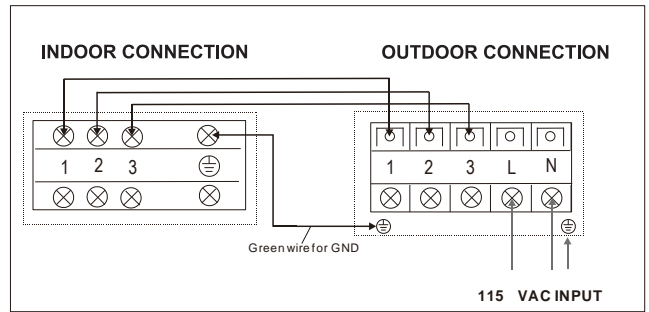 INDOOR CONNECTION
OUTDOOR CONNECTION
1 2 3
1 2 3 L N
Green wire for GND
115 VAC INPUT